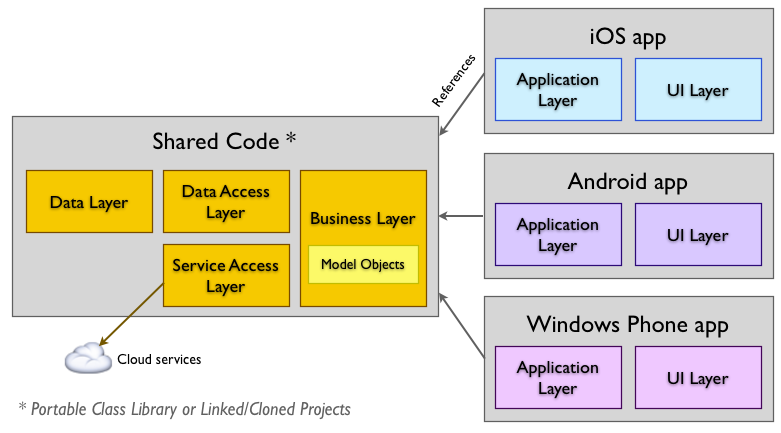 iOS app
Application
Layer
UI Layer
References
Shared Code *
Data Layer
Data Access
Layer
Business Layer
Model Objects
Service Access
Layer
Cloud services
Android app
Application
Layer
UI Layer
Windows Phone app
Application
Layer
UI Layer
* Portable Class Library or Linked/Cloned Projects